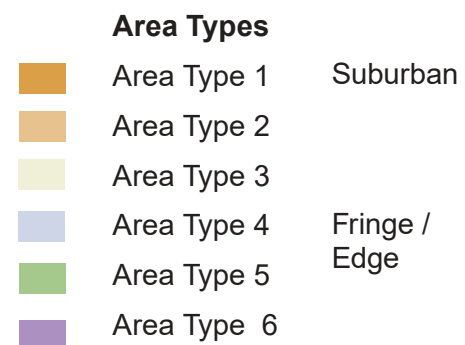 Area Types
Area Type 1 Suburban
Area Type 2
Area Type 3
Area Type 4 Fringe /
Edge
Area Type 5
Area Type 6